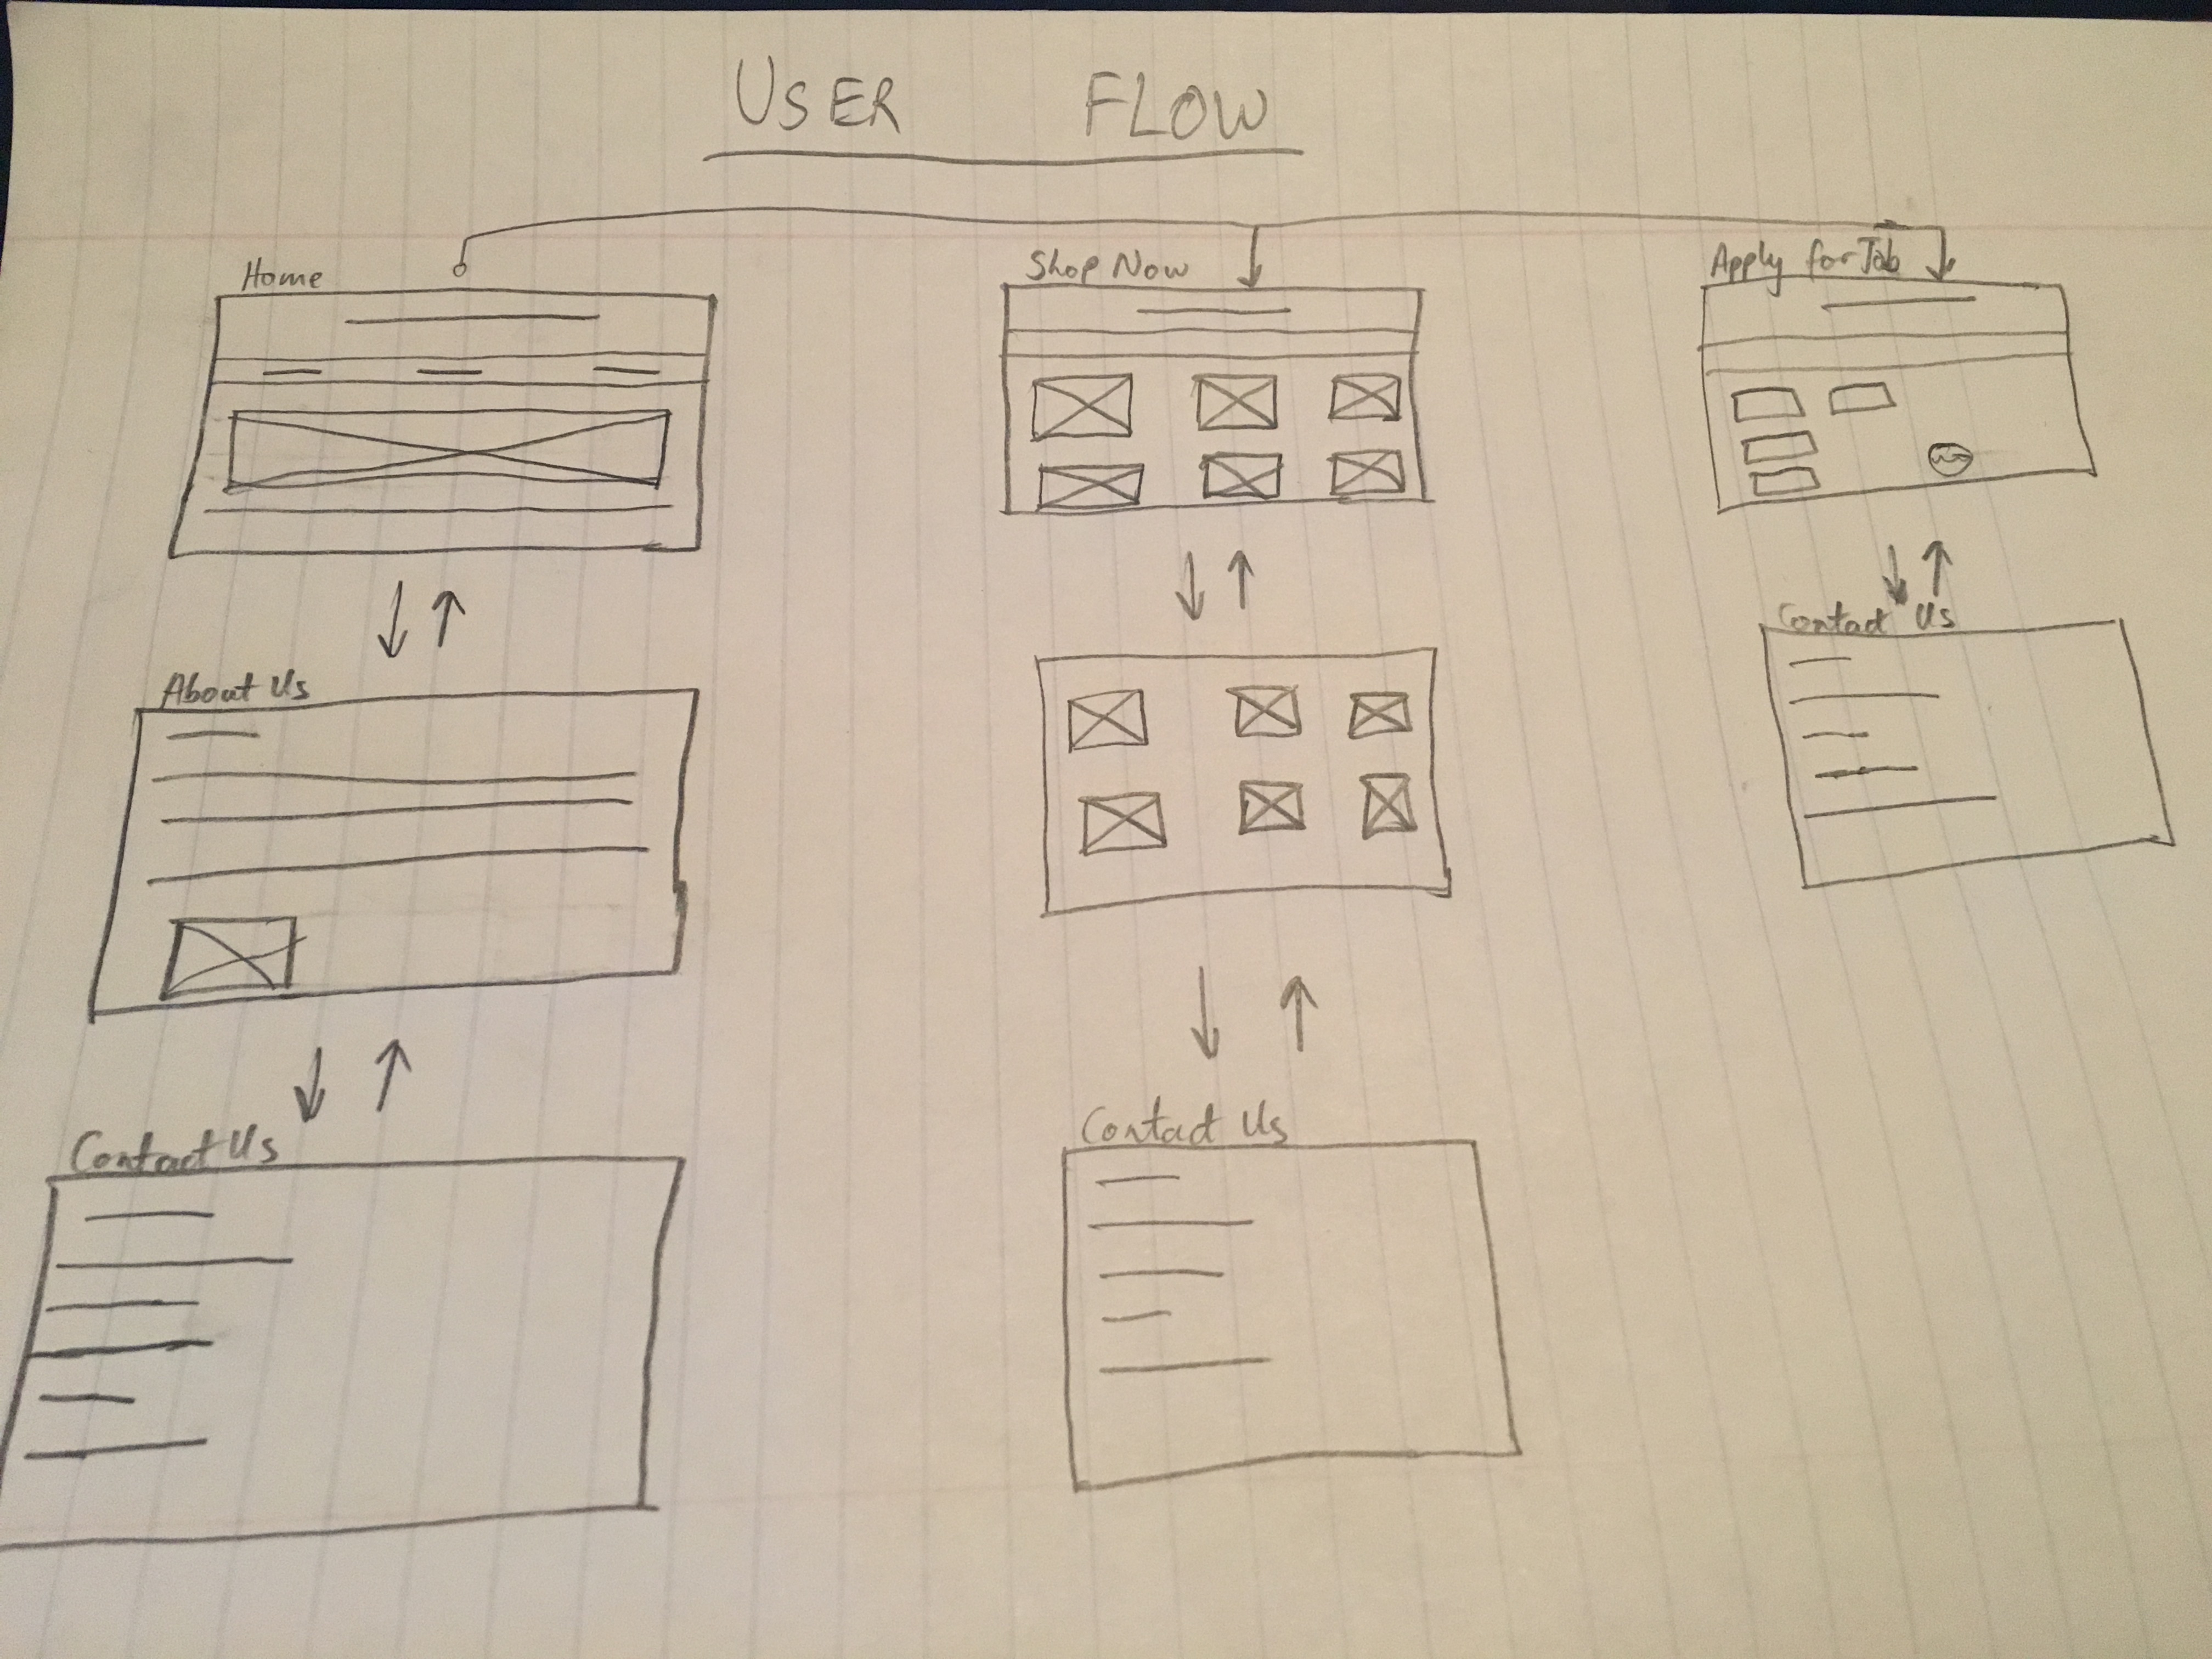 USER FLOW
Home
Shop Now
Apply for Job
About Us
Contact Us
Contact Us
Contact Us